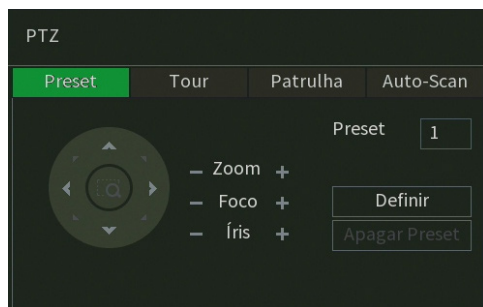 PTZ
Preset Tour Patrulha Auto-Scan
Preset 1
− Zoom +
− Foco +
− Íris +
Definir
Apagar Preset